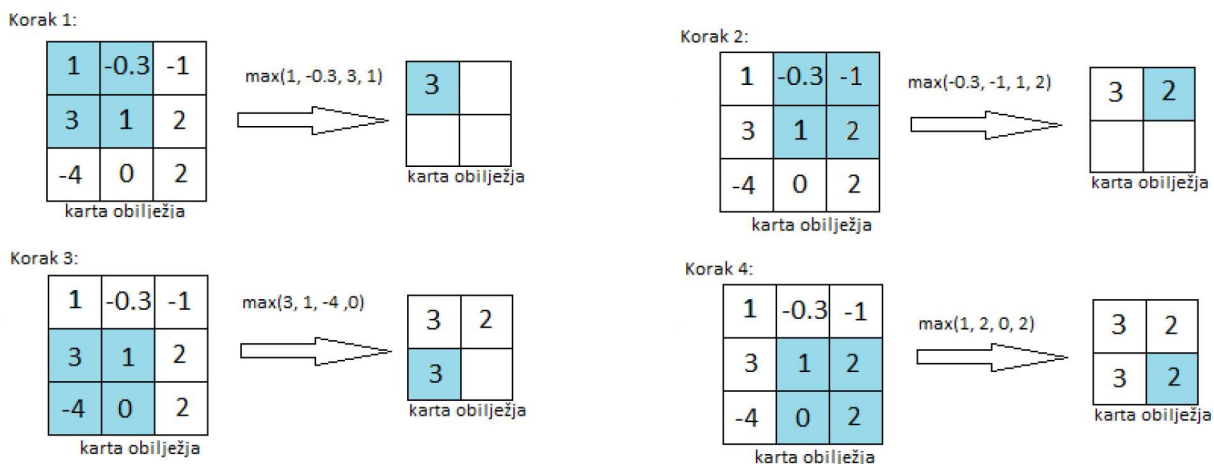 Korak 1:
1 -0.3 -1
3 1 2
-4 0 2
karta obilježja
max(1, -0.3, 3, 1)
3
karta obilježja
Korak 2:
1 -0.3 -1
3 1 2
-4 0 2
karta obilježja
max(-0.3, -1, 1, 2)
3 2
karta obilježja
Korak 3:
1 -0.3 -1
3 1 2
-4 0 2
karta obilježja
max(3, 1, -4 ,0)
3 2
3
karta obilježja
Korak 4:
1 -0.3 -1
3 1 2
-4 0 2
karta obilježja
max(1, 2, 0, 2)
3 2
3 2
karta obilježja